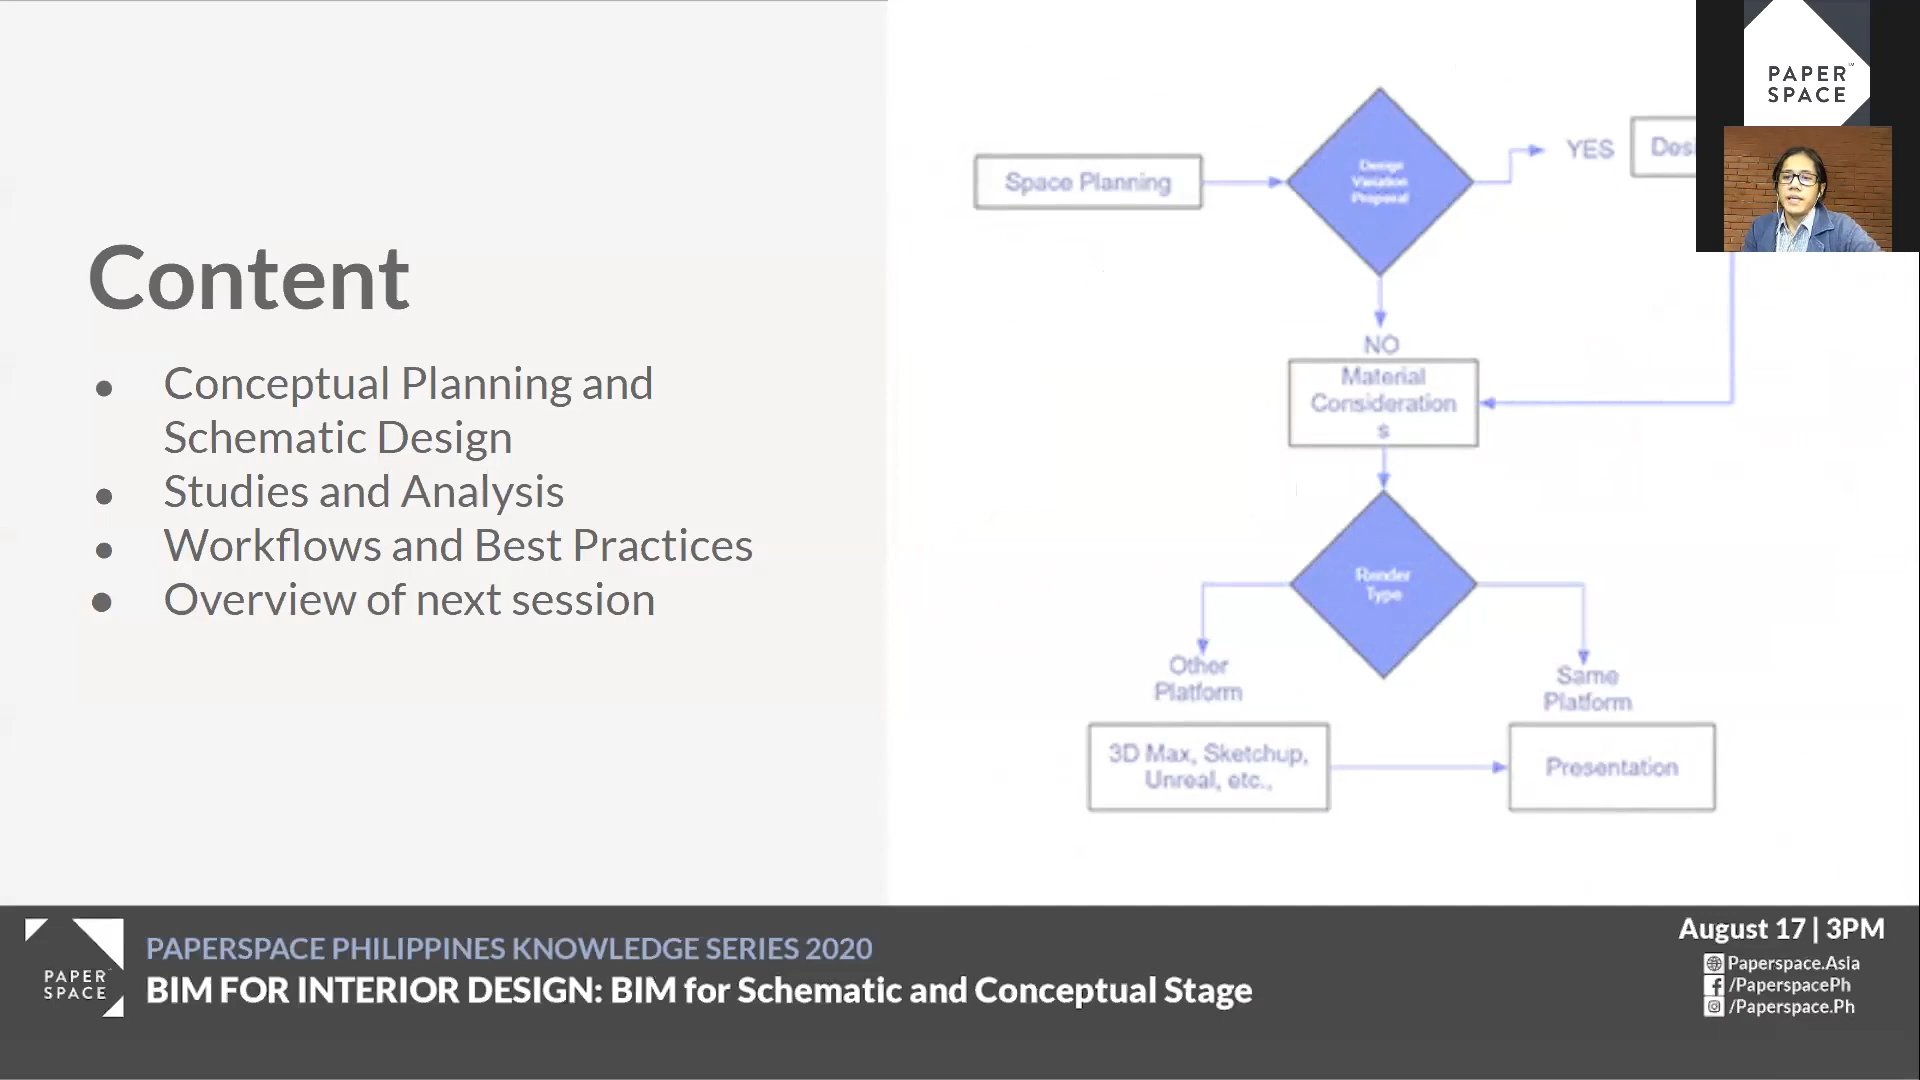 Content
● Conceptual Planning and
Schematic Design
● Studies and Analysis
● Workflows and Best Practices
● Overview of next session
Space Planning
Design
Variation
Proposal
YES
NO
Material
Consideration
s
Render
Type
Other
Platform
Same
Platform
3D Max, Sketchup,
Unreal, etc.,
Presentation
PAPER
SPACE
PAPER
SPACE
PAPERSPACE PHILIPPINES KNOWLEDGE SERIES 2020
BIM FOR INTERIOR DESIGN: BIM for Schematic and Conceptual Stage
August 17 | 3PM
Paperspace.Asia
/PaperspacePh
/Paperspace.Ph